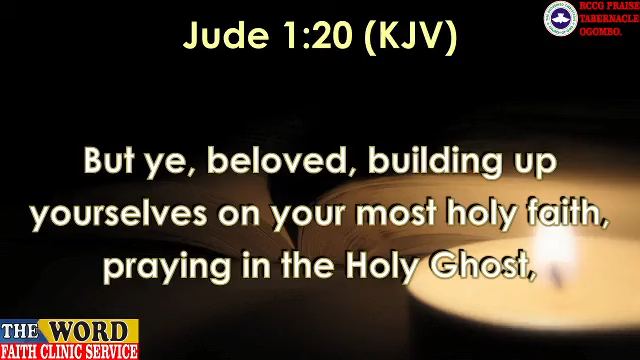 Jude 1:20 (KJV)
RCCG PRAISE
TABERNACLE
OGOMBO.
But ye, beloved, building up
yourselves on your most holy faith,
praying in the Holy Ghost,
THE WORD
FAITH CLINIC SERVICE